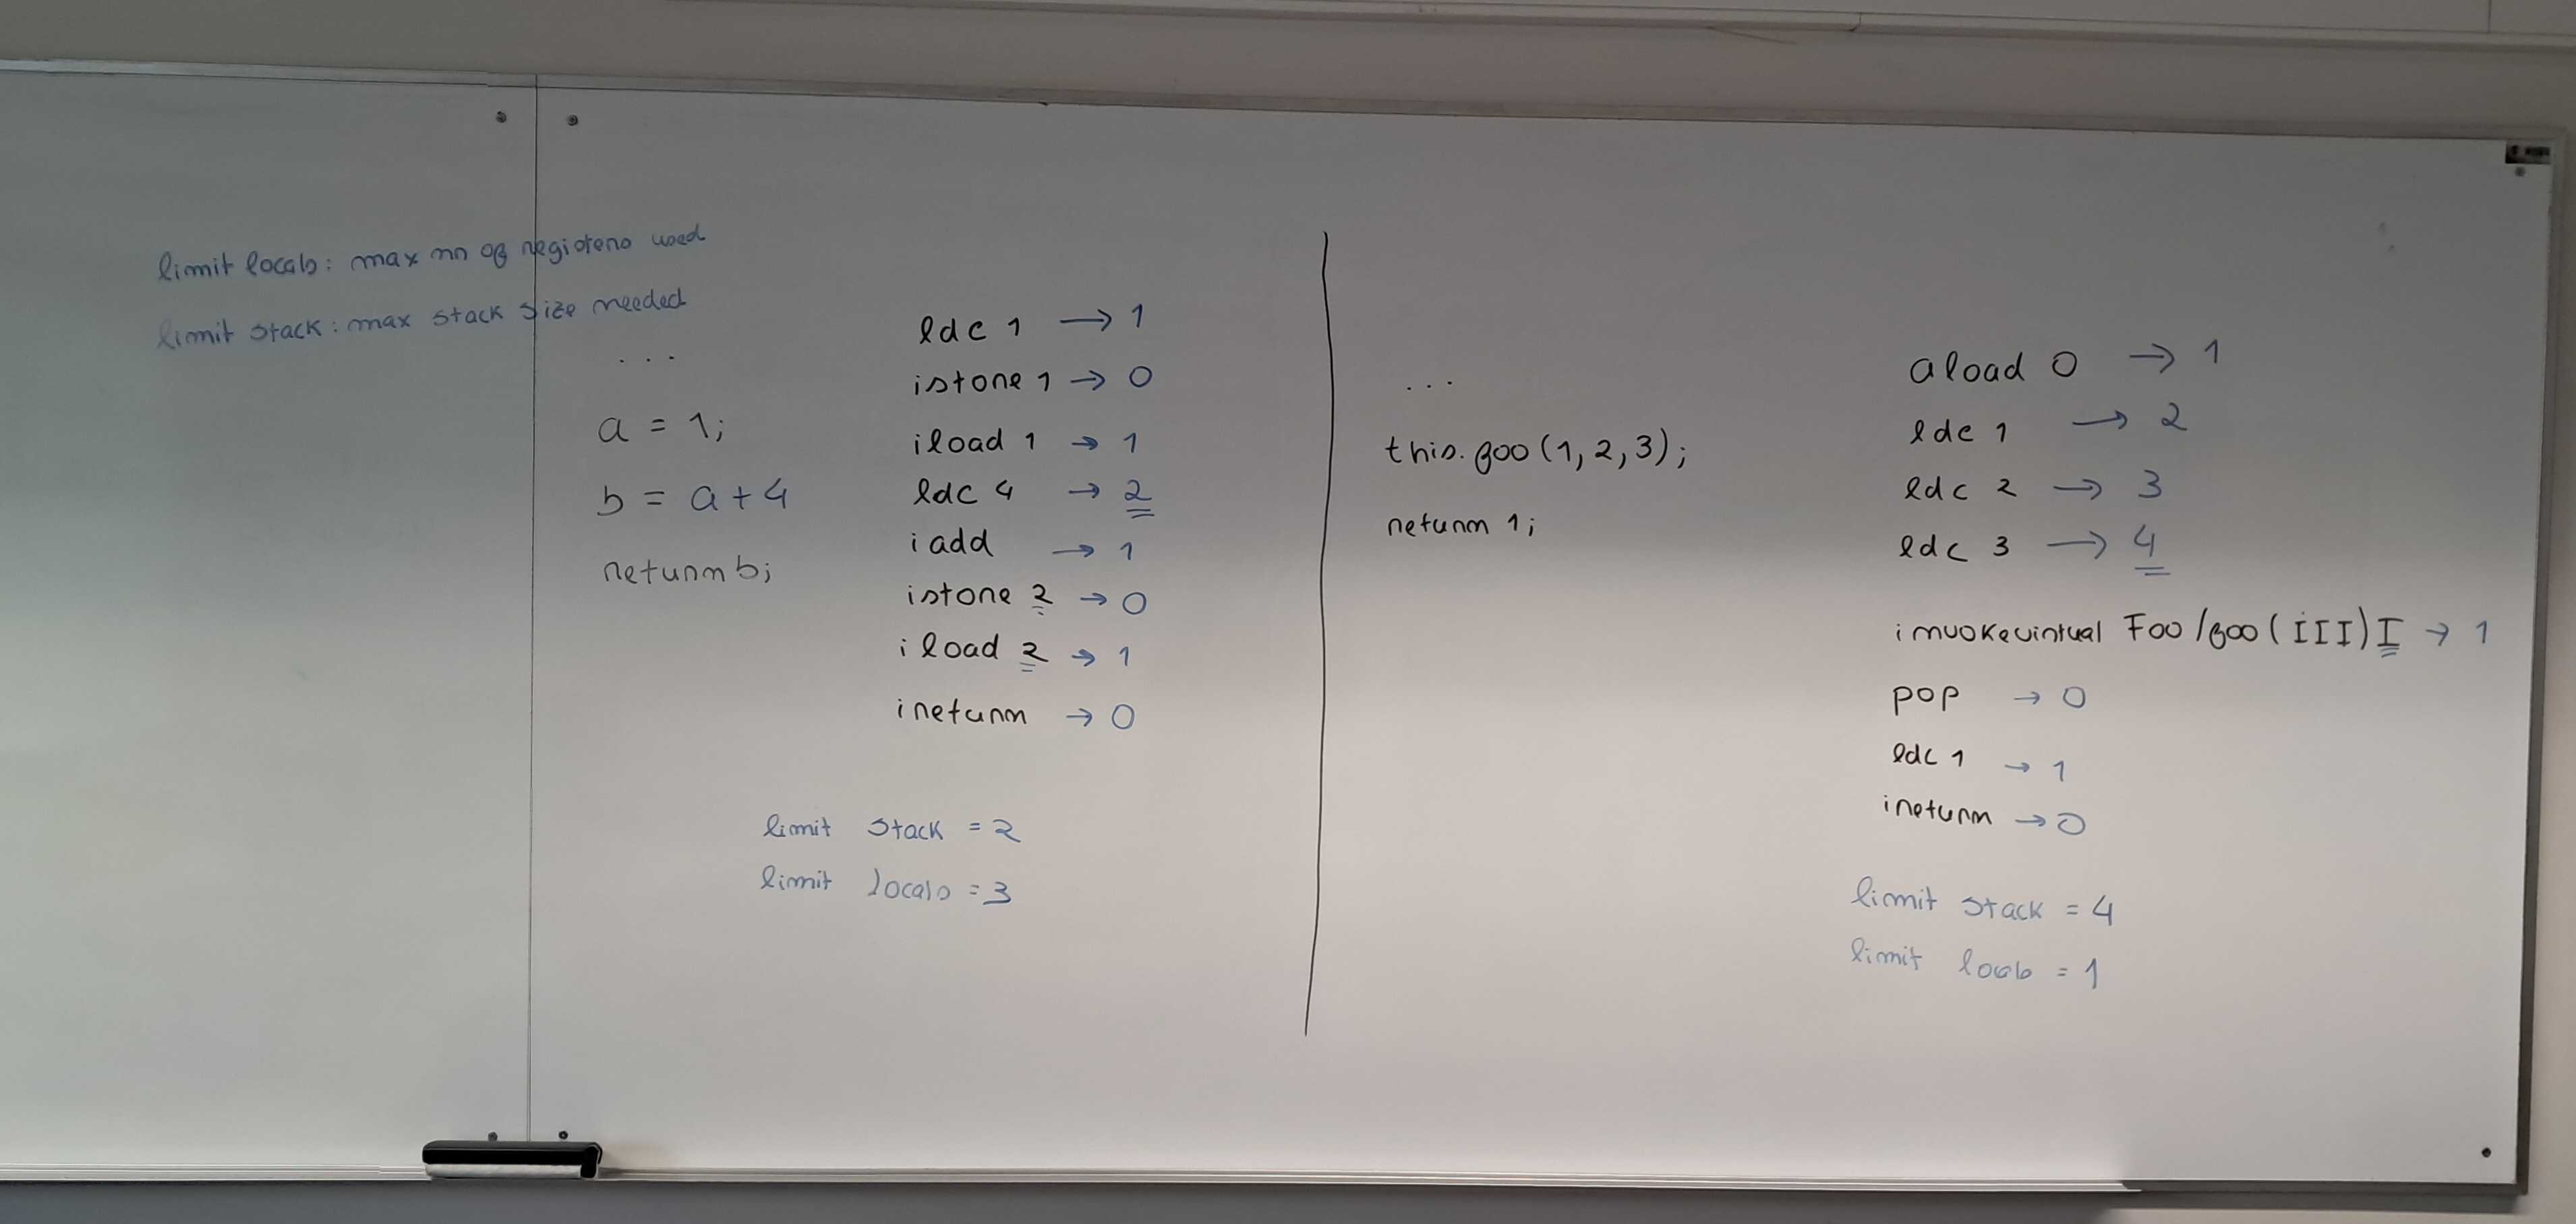 limit locals: max nr of registers used
limit stack: max stack size needed
...
a = 1;
b = a + 4
return b;
ldc 1 → 1
istore 1 → 0
iload 1 → 1
ldc 4 → 2
iadd → 1
istore 2 → 0
iload 2 → 1
ireturn → 0
limit stack = 2
limit locals = 3
...
this.foo(1,2,3);
return 1;
aload 0 → 1
ldc 1 → 2
ldc 2 → 3
ldc 3 → 4
invokevirtual Foo/foo(III)I → 1
pop → 0
ldc 1 → 1
ireturn → 0
limit stack = 4
limit locals = 1